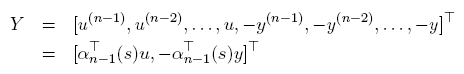 Y = [u^{(n−1)}, u^{(n−2)}, . . . , u, −y^{(n−1)}, −y^{(n−2)}, . . . , −y]^⊤
= [α_{n−1}^⊤(s)u, −α_{n−1}^⊤(s)y]^⊤